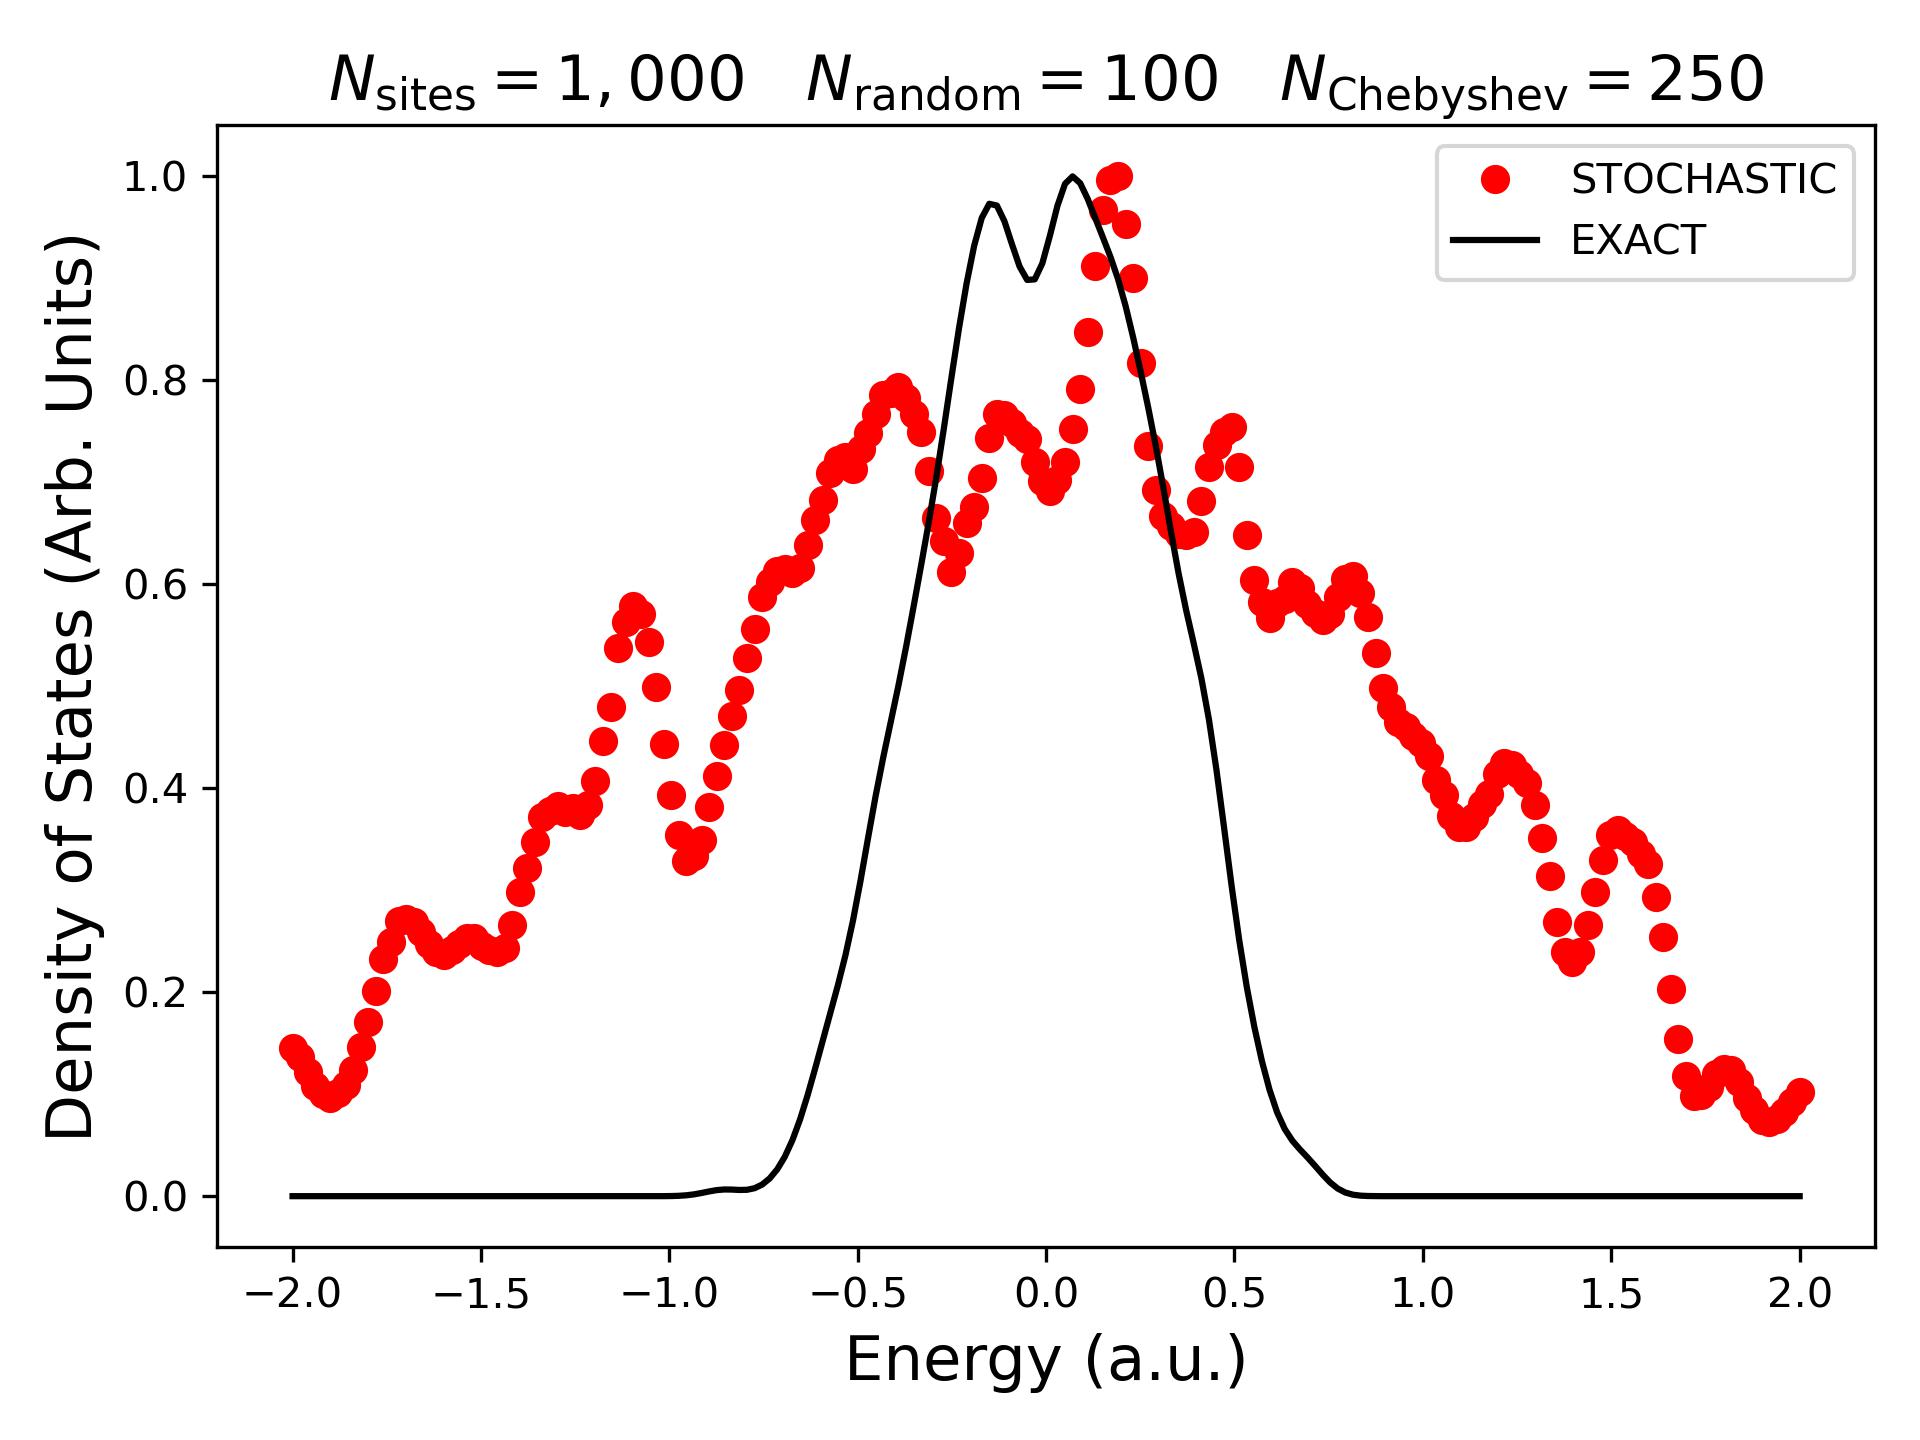 N_sites = 1,000 N_random = 100 N_Chebyshev = 250
STOCHASTIC
EXACT
Density of States (Arb. Units)
1.0
0.8
0.6
0.4
0.2
0.0
−2.0 −1.5 −1.0 −0.5 0.0 0.5 1.0 1.5 2.0
Energy (a.u.)